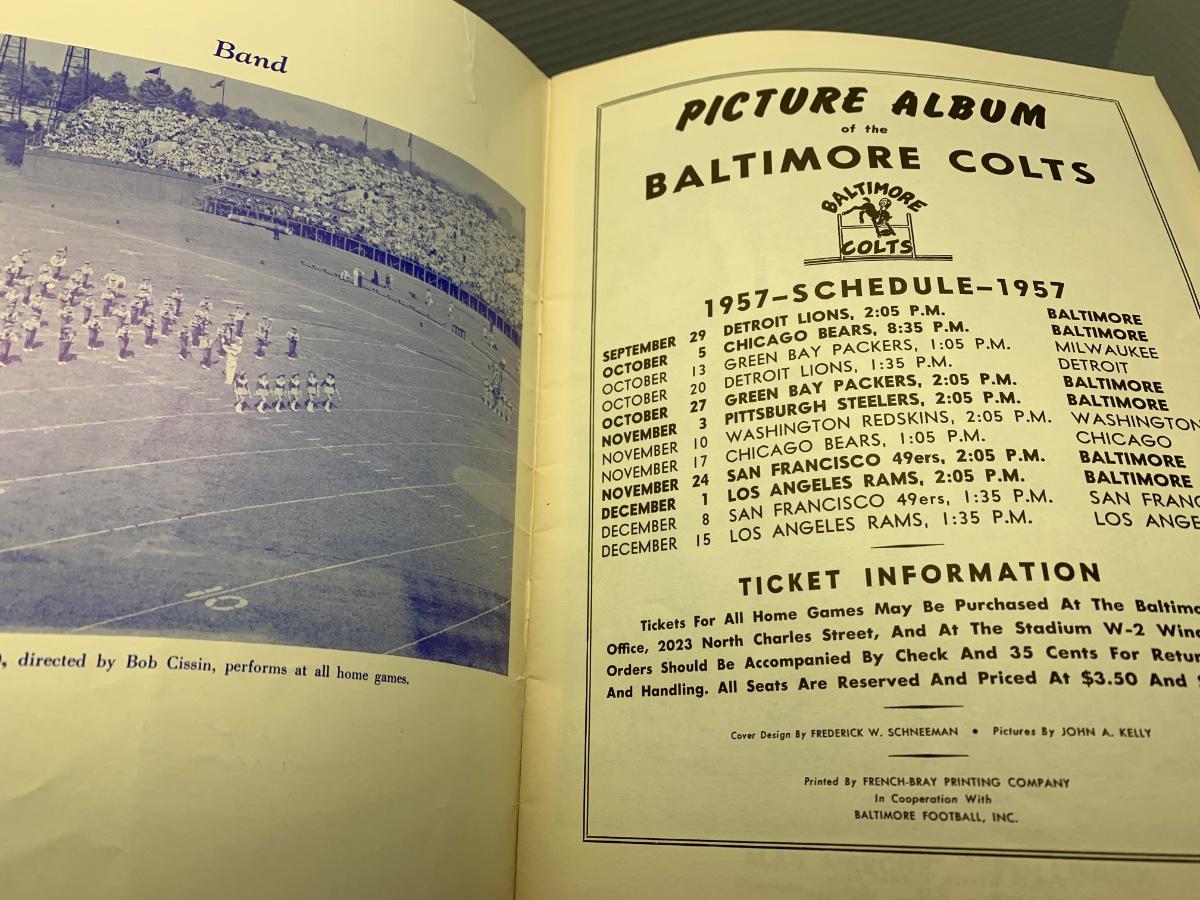 Band
directed by Bob Cissin, performs at all home games.
PICTURE ALBUM
of the
BALTIMORE COLTS
BALTIMORE
COLTS
1957-SCHEDULE-1957
SEPTEMBER 29 DETROIT LIONS, 2:05 P.M. BALTIMORE
OCTOBER 5 CHICAGO BEARS, 8:35 P.M. BALTIMORE
OCTOBER 13 GREEN BAY PACKERS, 1:05 P.M. MILWAUKEE
OCTOBER 20 DETROIT LIONS, 1:35 P.M. DETROIT
OCTOBER 27 GREEN BAY PACKERS, 2:05 P.M. BALTIMORE
NOVEMBER 3 PITTSBURGH STEELERS, 2:05 P.M. BALTIMORE
NOVEMBER 10 WASHINGTON REDSKINS, 2:05 P.M. WASHINGTON
NOVEMBER 17 CHICAGO BEARS, 1:05 P.M. CHICAGO
NOVEMBER 24 SAN FRANCISCO 49ers, 2:05 P.M. BALTIMORE
DECEMBER 1 LOS ANGELES RAMS, 2:05 P.M. BALTIMORE
DECEMBER 8 SAN FRANCISCO 49ers, 1:35 P.M. SAN FRANC
DECEMBER 15 LOS ANGELES RAMS, 1:35 P.M. LOS ANGE
TICKET INFORMATION
Tickets For All Home Games May Be Purchased At The Baltimo
Office, 2023 North Charles Street, And At The Stadium W-2 Wind
Orders Should Be Accompanied By Check And 35 Cents For Retur
And Handling. All Seats Are Reserved And Priced At $3.50 And
Cover Design By FREDERICK W. SCHNEEMAN • Pictures By JOHN A. KELLY
Printed By FRENCH-BRAY PRINTING COMPANY
In Cooperation With
BALTIMORE FOOTBALL, INC.